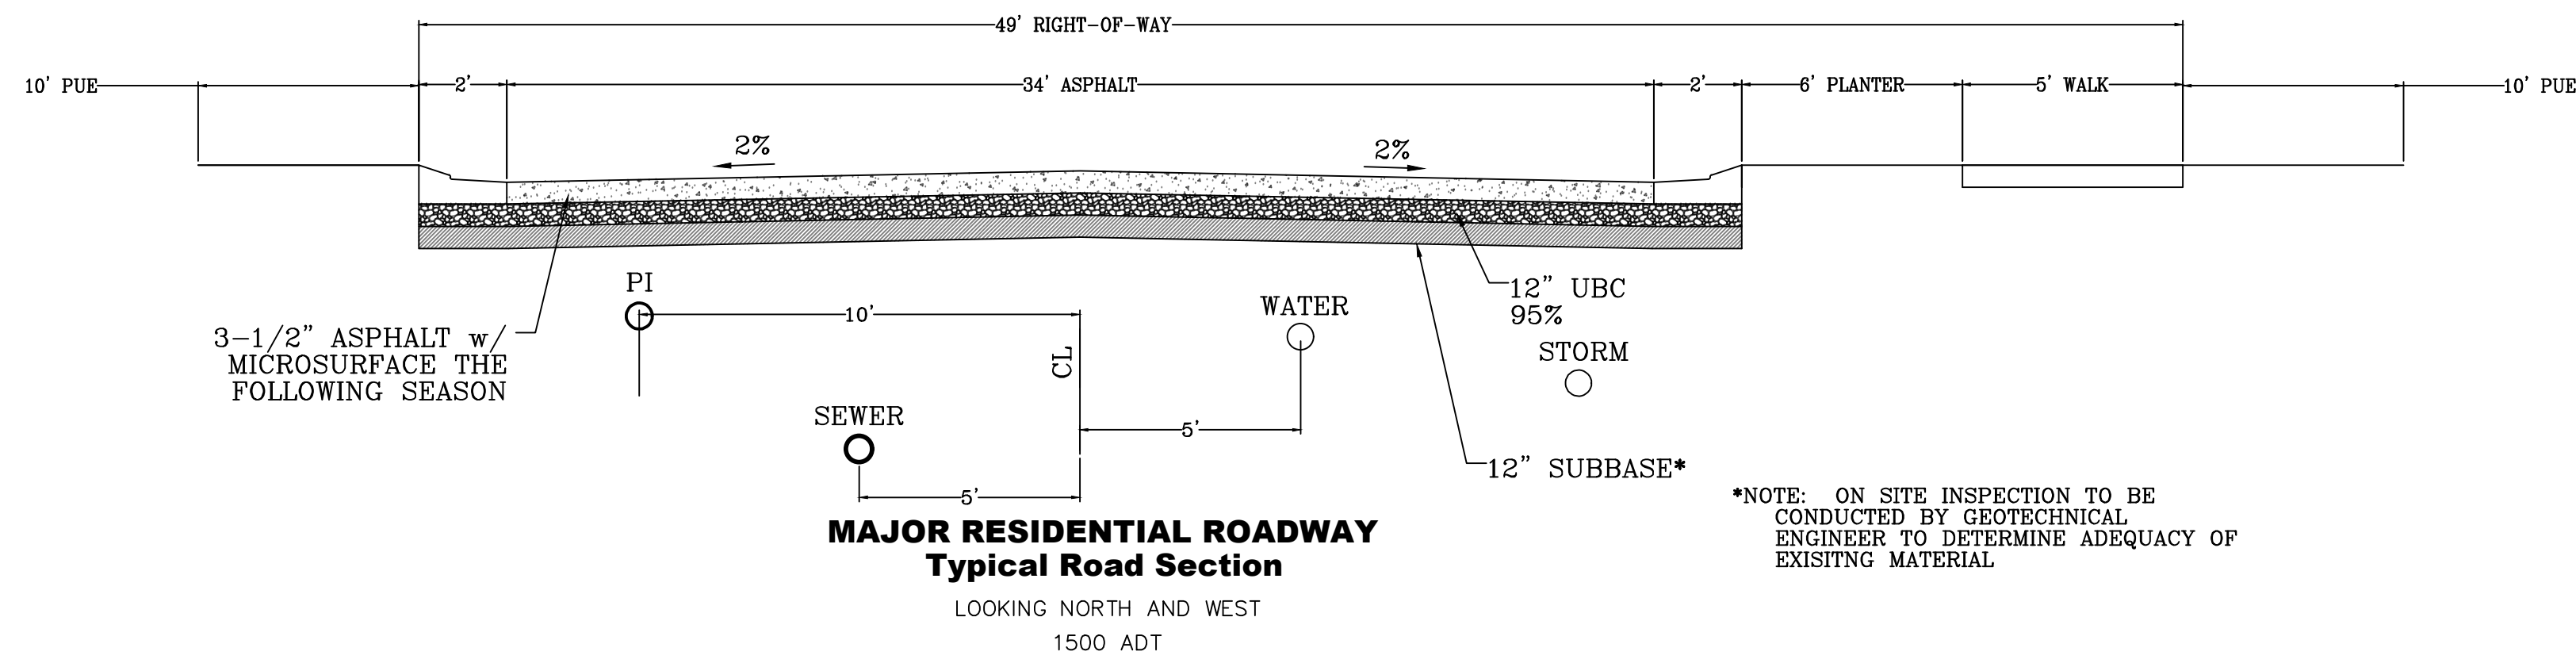 49' RIGHT-OF-WAY
10' PUE
2'
34' ASPHALT
2'
6' PLANTER
5' WALK
10' PUE
2%
2%
PI
10'
CL
WATER
5'
12" UBC
95%
STORM
3-1/2" ASPHALT w/
MICROSURFACE THE
FOLLOWING SEASON
SEWER
5'
12" SUBBASE*
*NOTE: ON SITE INSPECTION TO BE
CONDUCTED BY GEOTECHNICAL
ENGINEER TO DETERMINE ADEQUACY OF
EXISITNG MATERIAL
MAJOR RESIDENTIAL ROADWAY
Typical Road Section
LOOKING NORTH AND WEST
1500 ADT